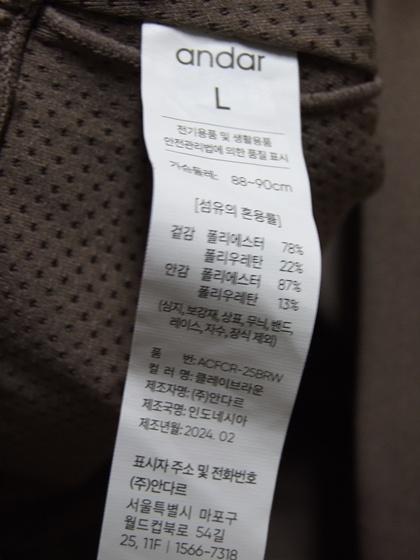 andar
L
전기용품 및 생활용품
안전관리법에 의한 품질 표시
가슴둘레: 88~90cm
[섬유의 혼용률]
겉감 폴리에스터 78%
폴리우레탄 22%
안감 폴리에스터 87%
폴리우레탄 13%
(심지, 보강재, 상표, 무늬, 밴드,
레이스, 자수, 장식 제외)
품 번: ACFCR-25BRW
컬 러 명: 클레이브라운
제조자명: (주)안다르
제조국명: 인도네시아
제조년월: 2024. 02
표시자 주소 및 전화번호
(주)안다르
서울특별시 마포구
월드컵북로 54길
25, 11F | 1566-7318